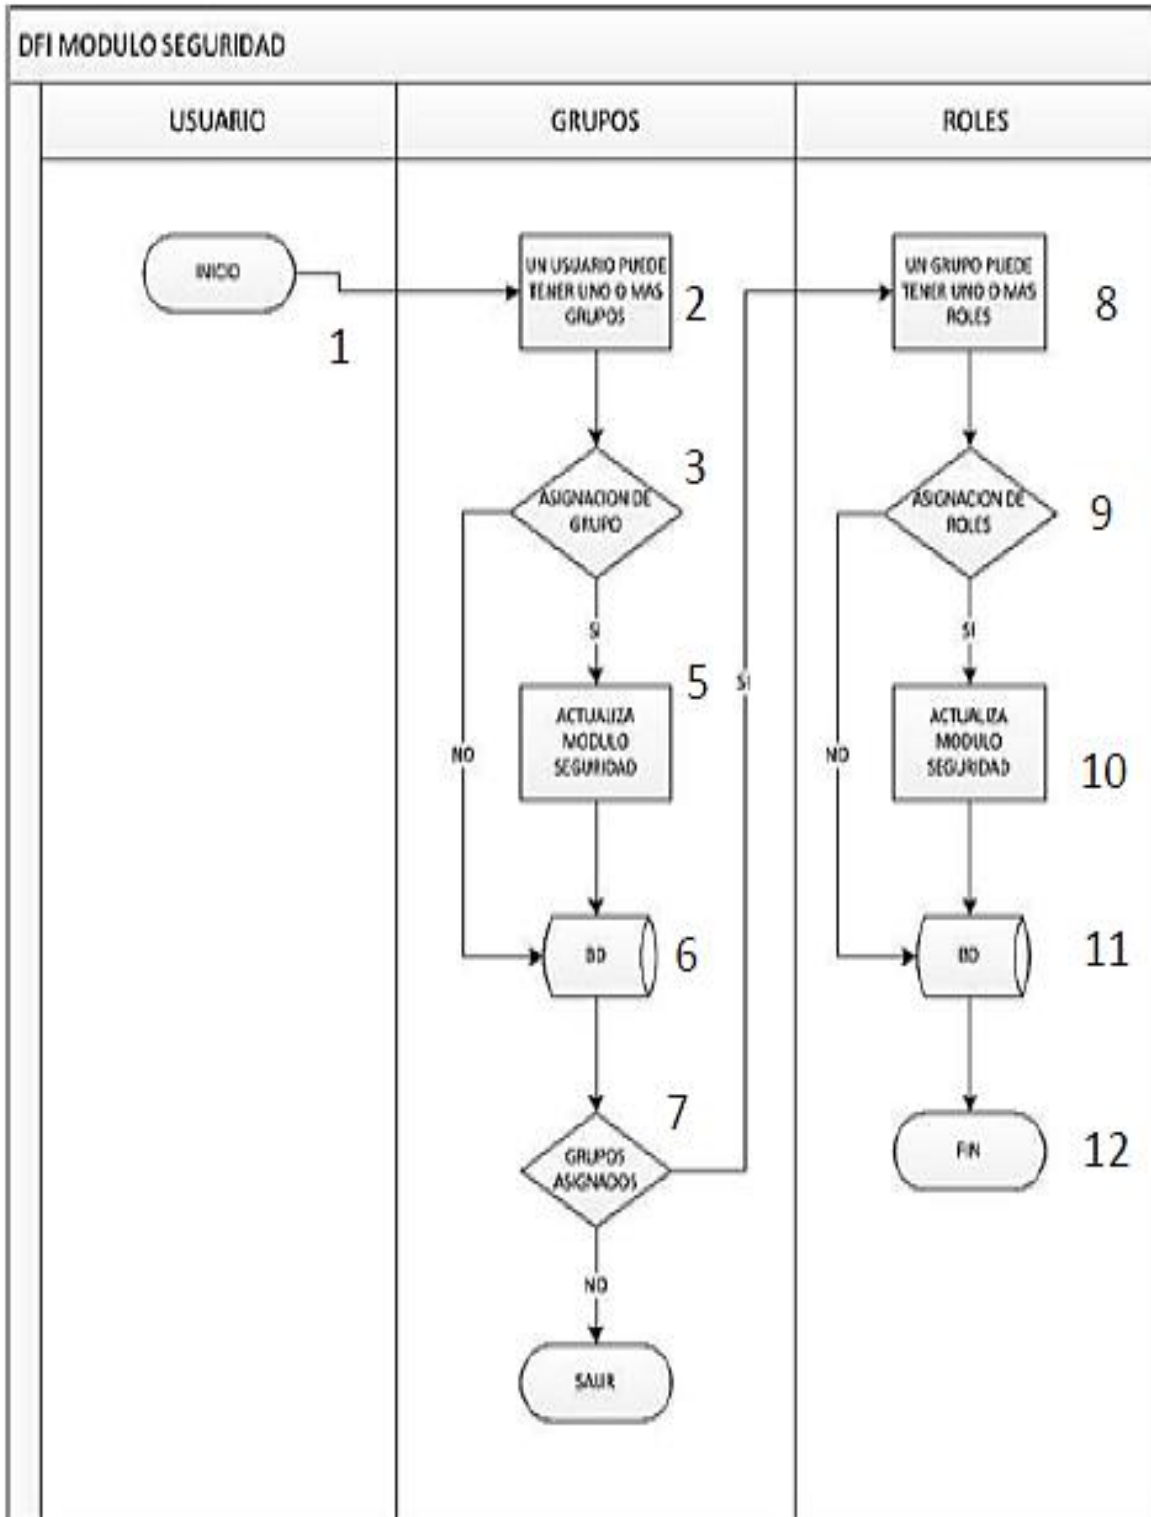 DFI MODULO SEGURIDAD
USUARIO
GRUPOS
ROLES
INICIO
1
UN USUARIO PUEDE
TENER UNO O MAS
GRUPOS
2
ASIGNACION DE
GRUPO
3
SI
NO
ACTUALIZA
MODULO
SEGURIDAD
5
BD
6
GRUPOS
ASIGNADOS
7
SI
NO
SALIR
UN GRUPO PUEDE
TENER UNO O MAS
ROLES
8
ASIGNACION DE
ROLES
9
SI
NO
ACTUALIZA
MODULO
SEGURIDAD
10
BD
11
FIN
12